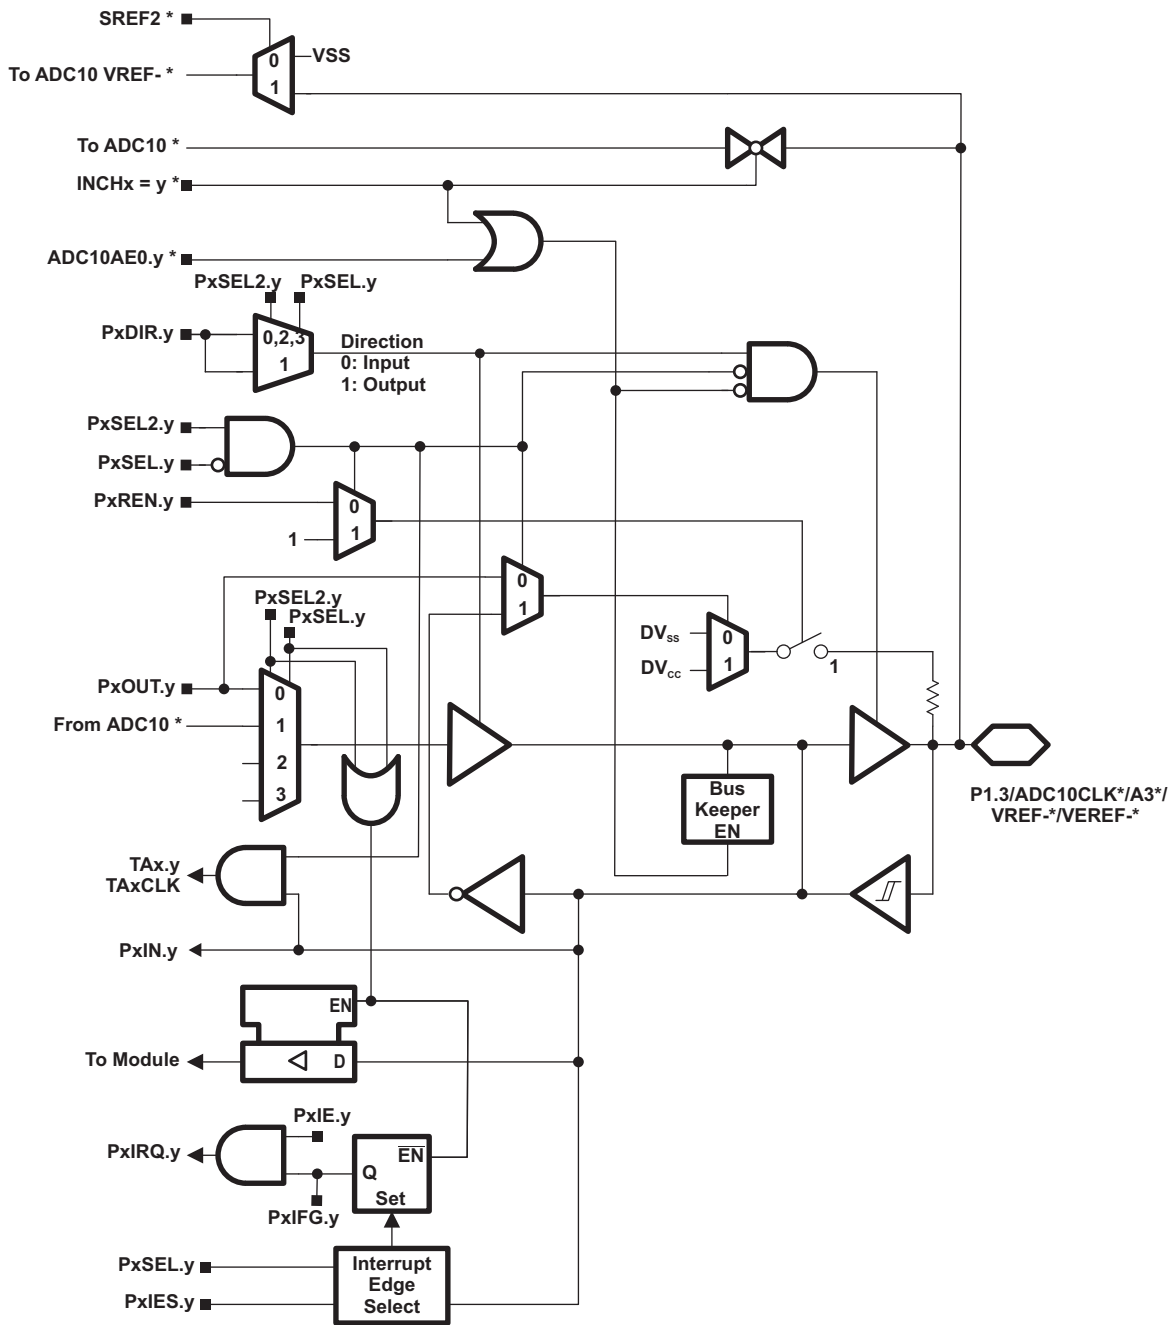 SREF2 *
0
VSS
To ADC10 VREF- *
1
To ADC10 *
INCHx = y *
ADC10AE0.y *
PxSEL2.y PxSEL.y
PxDIR.y
0,2,3
1
Direction
0: Input
1: Output
PxSEL2.y
PxSEL.y
PxREN.y
0
1
1
0
1
PxSEL2.y
PxSEL.y
DVSS
0
DVCC
1
1
PxOUT.y
0
From ADC10 *
1
2
3
Bus
Keeper
EN
P1.3/ADC10CLK*/A3*/
VREF-*/VEREF-*
TAx.y
TAxCLK
PxIN.y
EN
To Module
D
PxIE.y
PxIRQ.y
EN
Q
Set
PxIFG.y
PxSEL.y
PxIES.y
Interrupt
Edge
Select